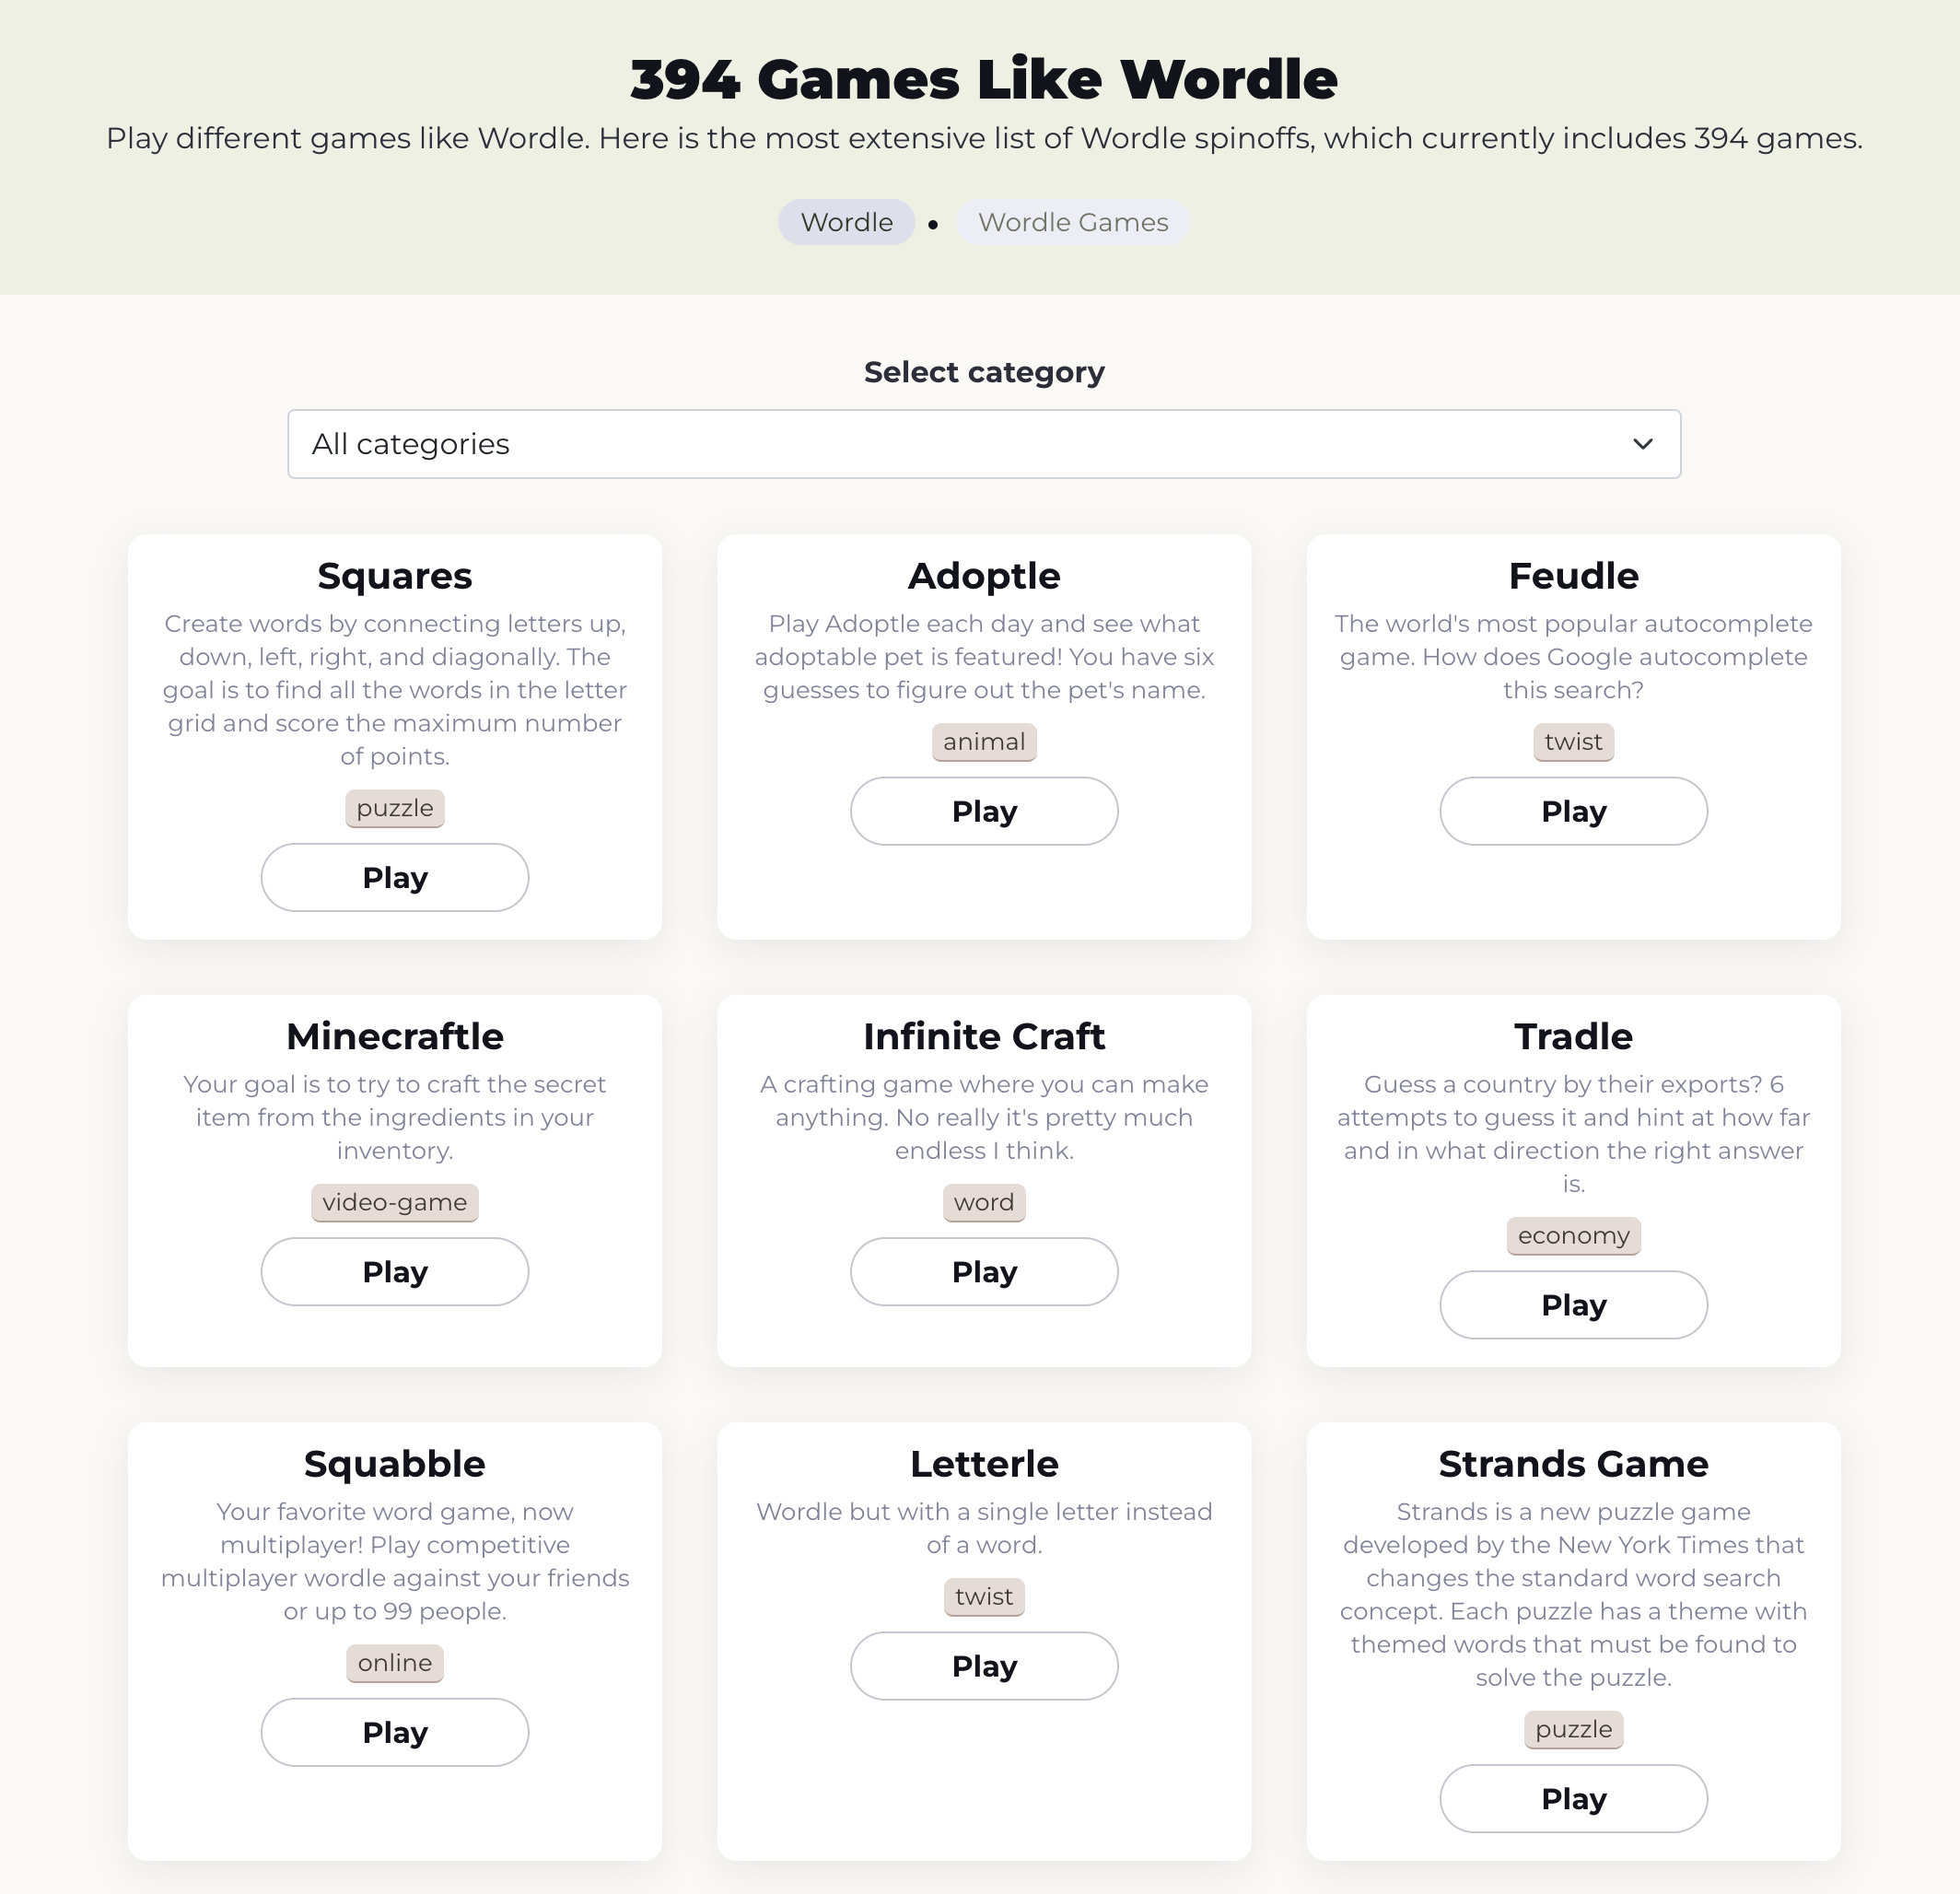 394 Games Like Wordle
Play different games like Wordle. Here is the most extensive list of Wordle spinoffs, which currently includes 394 games.
Wordle • Wordle Games
Select category
All categories
Squares
Create words by connecting letters up,
down, left, right, and diagonally. The
goal is to find all the words in the letter
grid and score the maximum number
of points.
puzzle
Play
Adoptle
Play Adoptle each day and see what
adoptable pet is featured! You have six
guesses to figure out the pet's name.
animal
Play
Feudle
The world's most popular autocomplete
game. How does Google autocomplete
this search?
twist
Play
Minecraftle
Your goal is to try to craft the secret
item from the ingredients in your
inventory.
video-game
Play
Infinite Craft
A crafting game where you can make
anything. No really it's pretty much
endless I think.
word
Play
Tradle
Guess a country by their exports? 6
attempts to guess it and hint at how far
and in what direction the right answer
is.
economy
Play
Squabble
Your favorite word game, now
multiplayer! Play competitive
multiplayer wordle against your friends
or up to 99 people.
online
Play
Letterle
Wordle but with a single letter instead
of a word.
twist
Play
Strands Game
Strands is a new puzzle game
developed by the New York Times that
changes the standard word search
concept. Each puzzle has a theme with
themed words that must be found to
solve the puzzle.
puzzle
Play